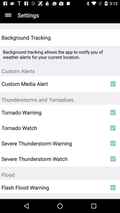 3:12
Settings
Background Tracking
Background tracking allows the app to notify you of
weather alerts for your current location.
Custom Alerts
Custom Media Alert
Thunderstorms and Tornadoes
Tornado Warning
Tornado Watch
Severe Thunderstorm Warning
Severe Thunderstorm Watch
Flood
Flash Flood Warning